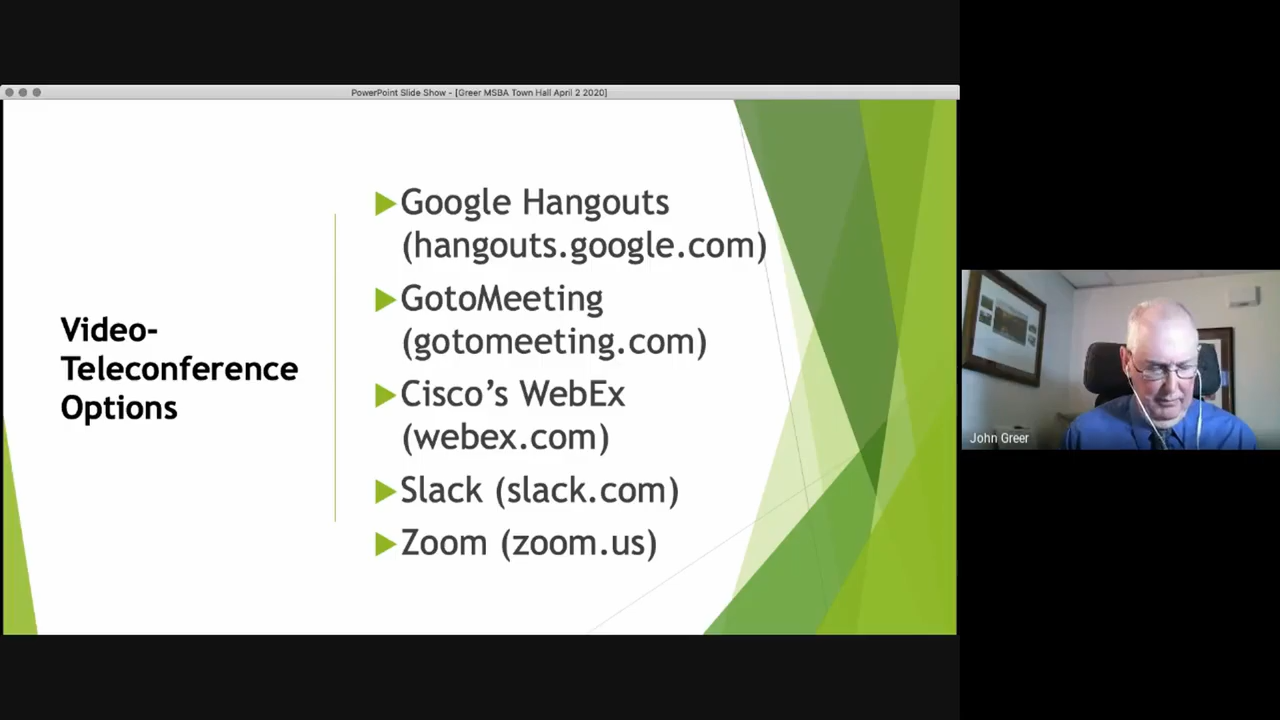 PowerPoint Slide Show - [Greer MSBA Town Hall April 2 2020]
Video-
Teleconference
Options
Google Hangouts
(hangouts.google.com)
GotoMeeting
(gotomeeting.com)
Cisco’s WebEx
(webex.com)
Slack (slack.com)
Zoom (zoom.us)
John Greer